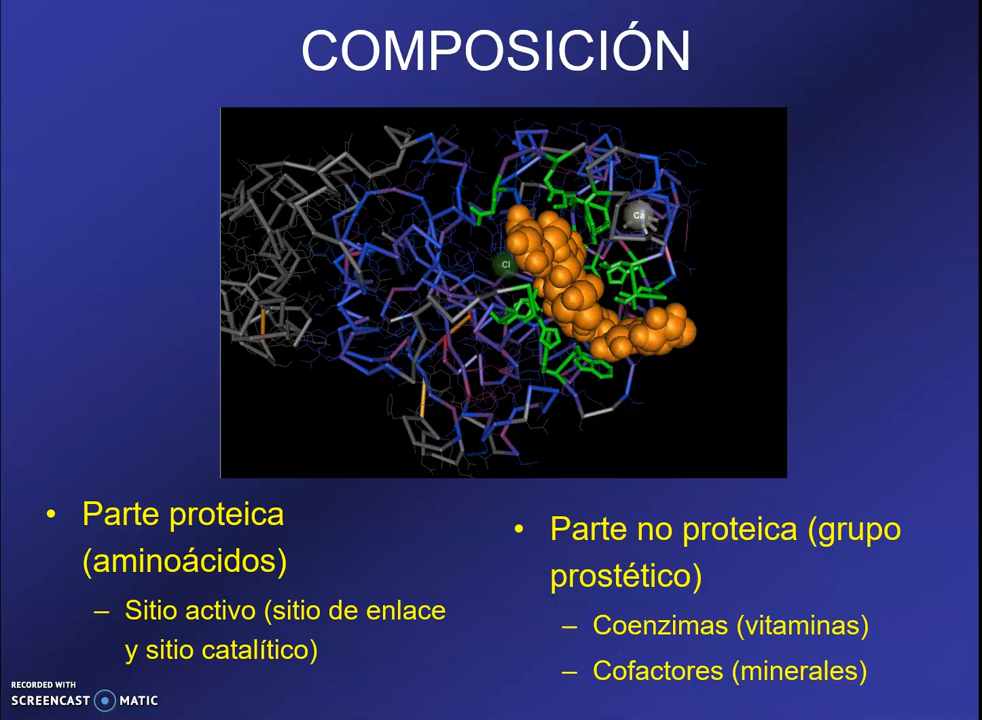 COMPOSICIÓN
Ca
Cl
• Parte proteica
(aminoácidos)
– Sitio activo (sitio de enlace
y sitio catalítico)
• Parte no proteica (grupo
prostético)
– Coenzimas (vitaminas)
– Cofactores (minerales)
RECORDED WITH
SCREENCAST MATIC